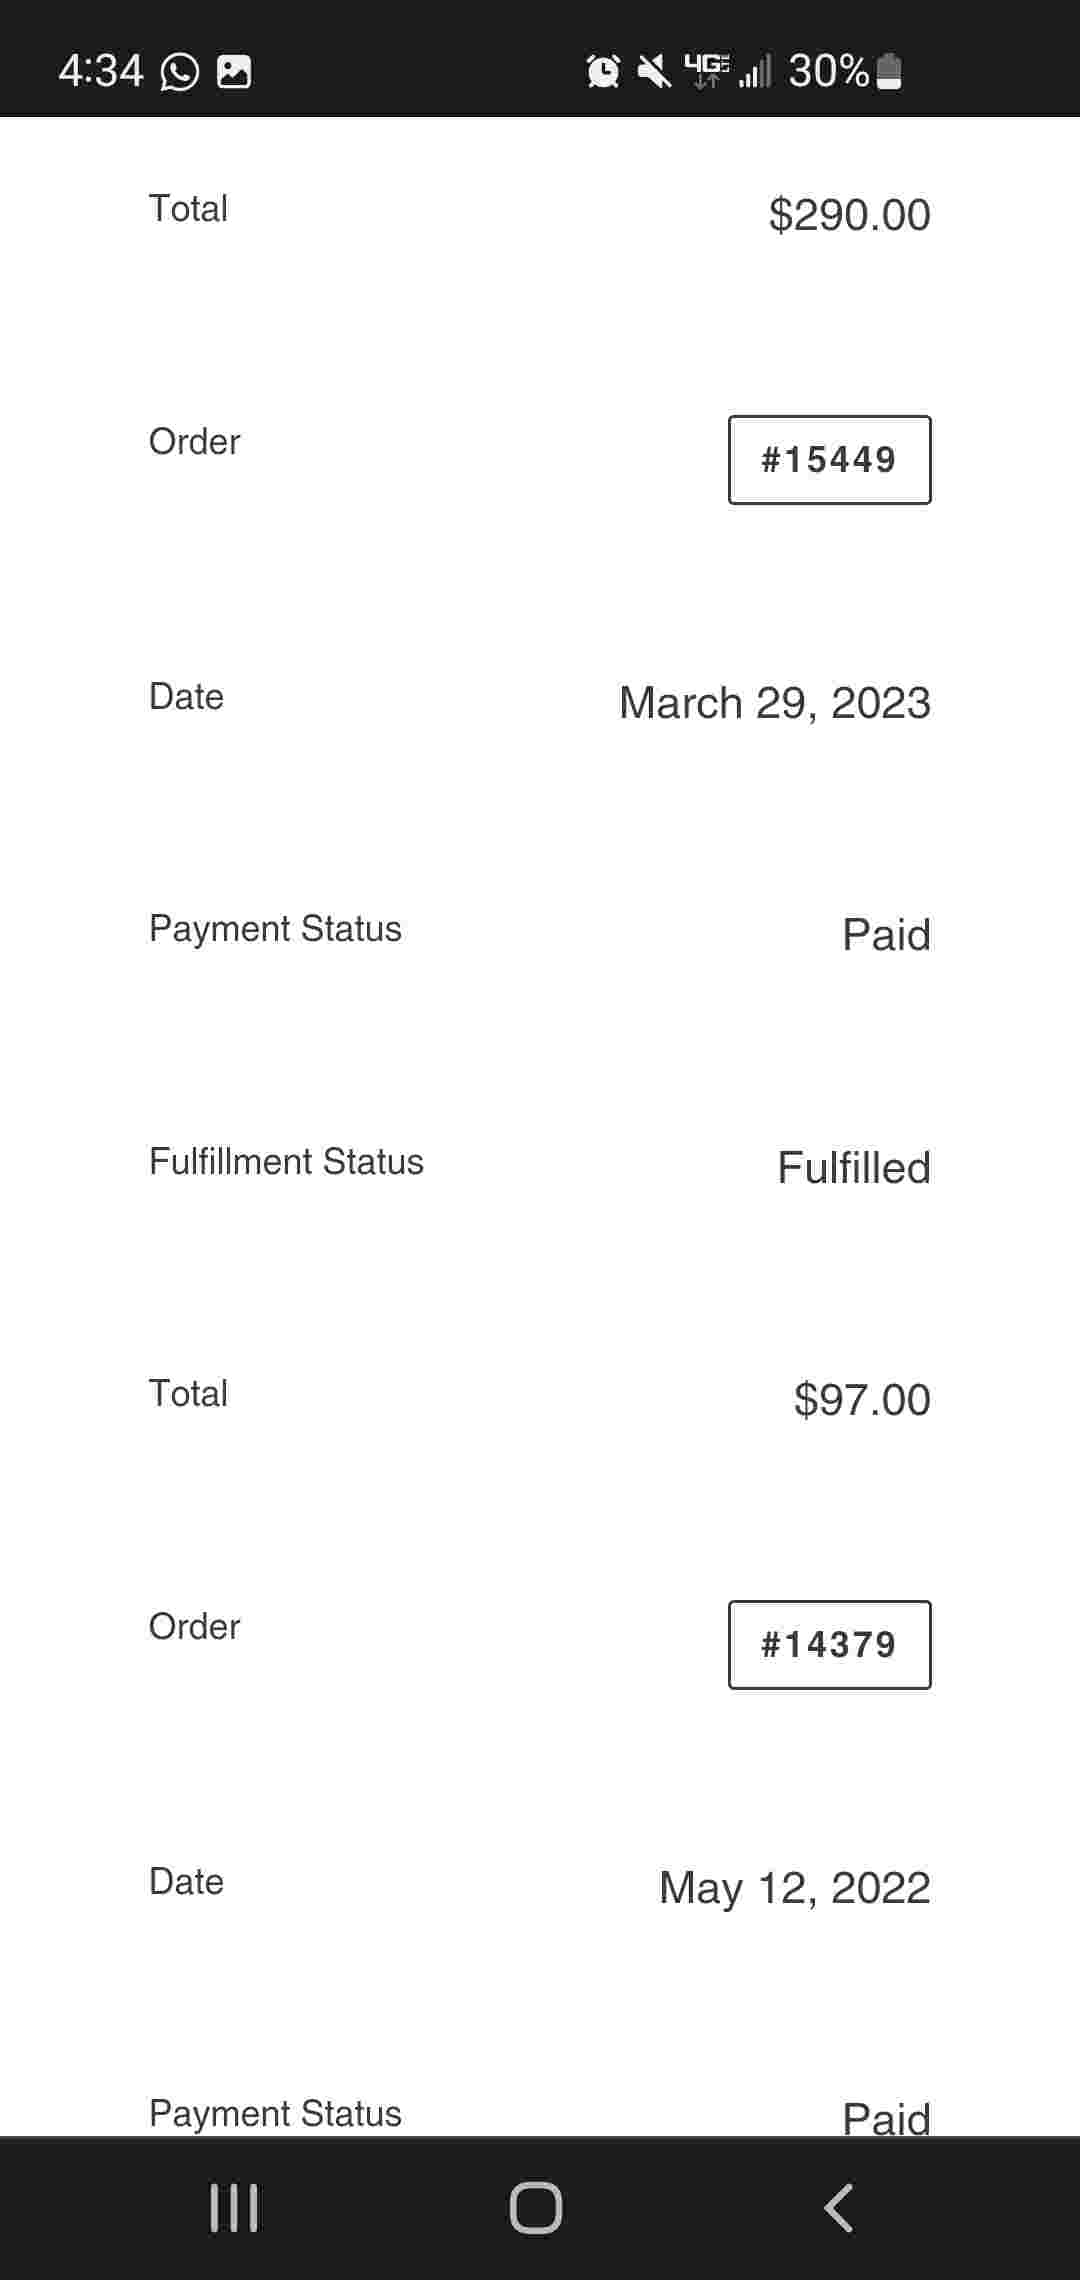 4:34 4G LTE 30%
Total $290.00
Order #15449
Date March 29, 2023
Payment Status Paid
Fulfillment Status Fulfilled
Total $97.00
Order #14379
Date May 12, 2022
Payment Status Paid